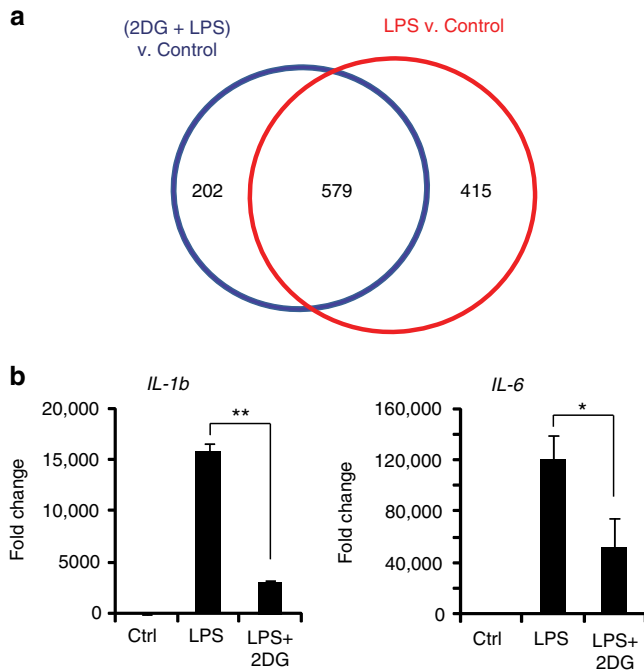 a
(2DG + LPS)
v. Control
LPS v. Control
202
579
415
b
IL-1b
20,000
15,000
10,000
5000
0
Fold change
**
Ctrl
LPS
LPS+
2DG
IL-6
160,000
120,000
80,000
40,000
0
Fold change
*
Ctrl
LPS
LPS+
2DG